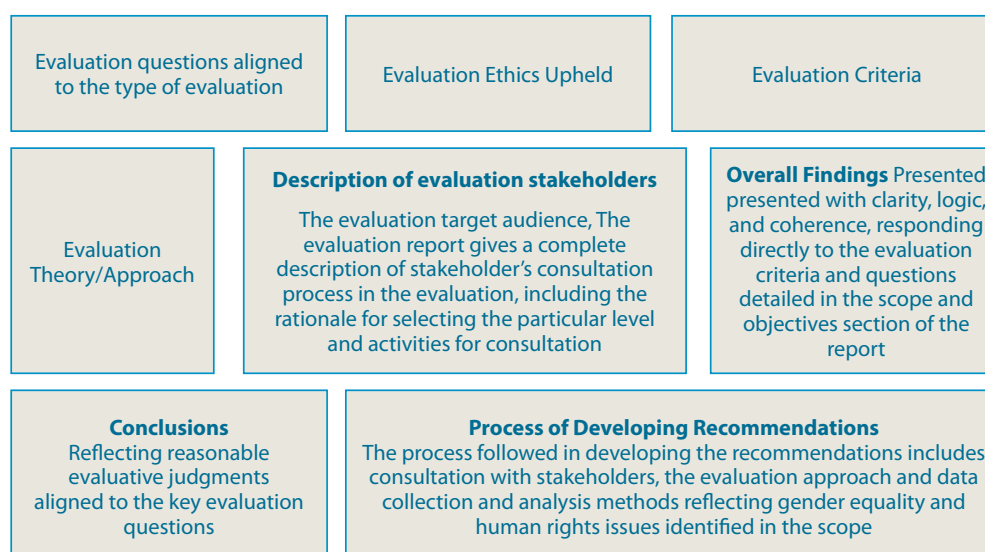 Evaluation questions aligned
to the type of evaluation
Evaluation Ethics Upheld
Evaluation Criteria
Evaluation
Theory/Approach
Description of evaluation stakeholders
The evaluation target audience, The
evaluation report gives a complete
description of stakeholder’s consultation
process in the evaluation, including the
rationale for selecting the particular level
and activities for consultation
Overall Findings Presented
presented with clarity, logic,
and coherence, responding
directly to the evaluation
criteria and questions
detailed in the scope and
objectives section of the
report
Conclusions
Reflecting reasonable
evaluative judgments
aligned to the key evaluation
questions
Process of Developing Recommendations
The process followed in developing the recommendations includes
consultation with stakeholders, the evaluation approach and data
collection and analysis methods reflecting gender equality and
human rights issues identified in the scope